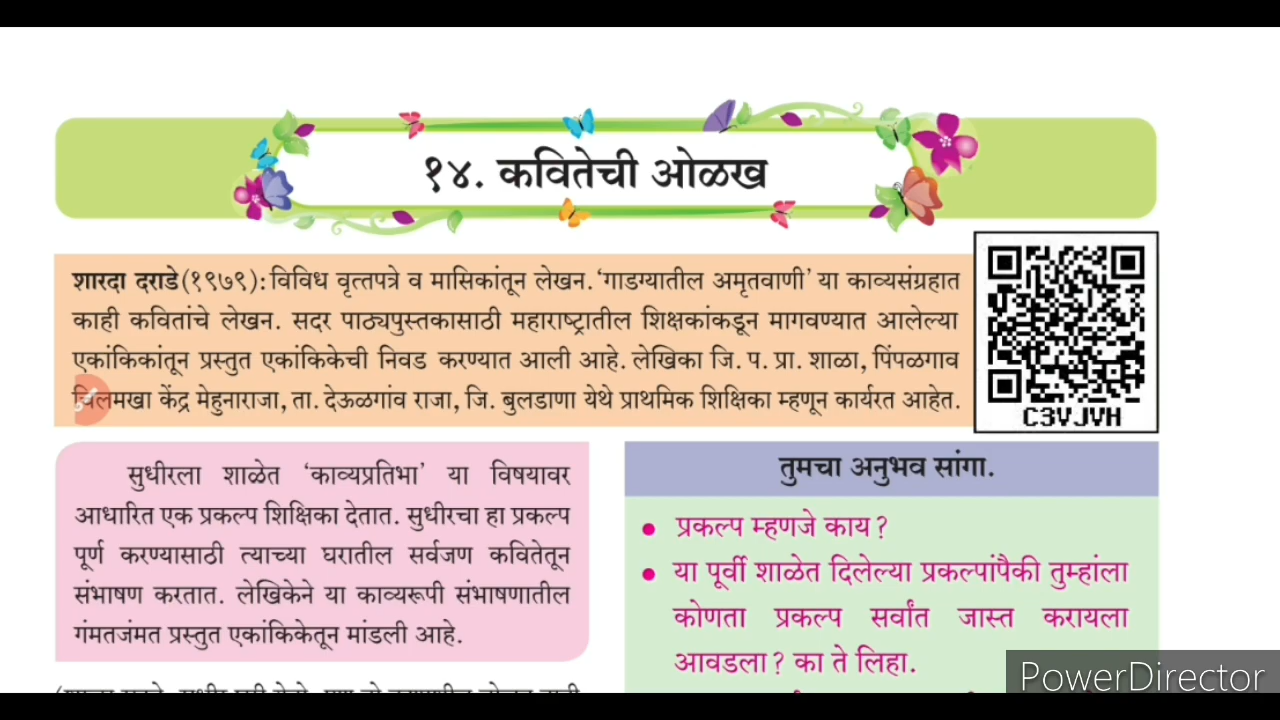 १४. कवितेची ओळख
शारदा दराडे (१९७९) : विविध वृत्तपत्रे व मासिकांतून लेखन. ‘गाडग्यातील अमृतवाणी’ या काव्यसंग्रहात
काही कवितांचे लेखन. सदर पाठ्यपुस्तकासाठी महाराष्ट्रातील शिक्षकांकडून मागवण्यात आलेल्या
एकांकिकांतून प्रस्तुत एकांकिकेची निवड करण्यात आली आहे. लेखिका जि. प. प्रा. शाळा, पिंपळगाव
चिलमखा केंद्र मेहुनाराजा, ता. देऊळगांव राजा, जि. बुलडाणा येथे प्राथमिक शिक्षिका म्हणून कार्यरत आहेत.
C3VJVH
सुधीरला शाळेत ‘काव्यप्रतिभा’ या विषयावर
आधारित एक प्रकल्प शिक्षिका देतात. सुधीरचा हा प्रकल्प
पूर्ण करण्यासाठी त्याच्या घरातील सर्वजण कवितेतून
संभाषण करतात. लेखिकेने या काव्यरूपी संभाषणातील
गंमतजंमत प्रस्तुत एकांकिकेतून मांडली आहे.
तुमचा अनुभव सांगा.
• प्रकल्प म्हणजे काय ?
• या पूर्वी शाळेत दिलेल्या प्रकल्पांपैकी तुम्हांला
कोणता प्रकल्प सर्वांत जास्त करायला
आवडला ? का ते लिहा.
PowerDirector